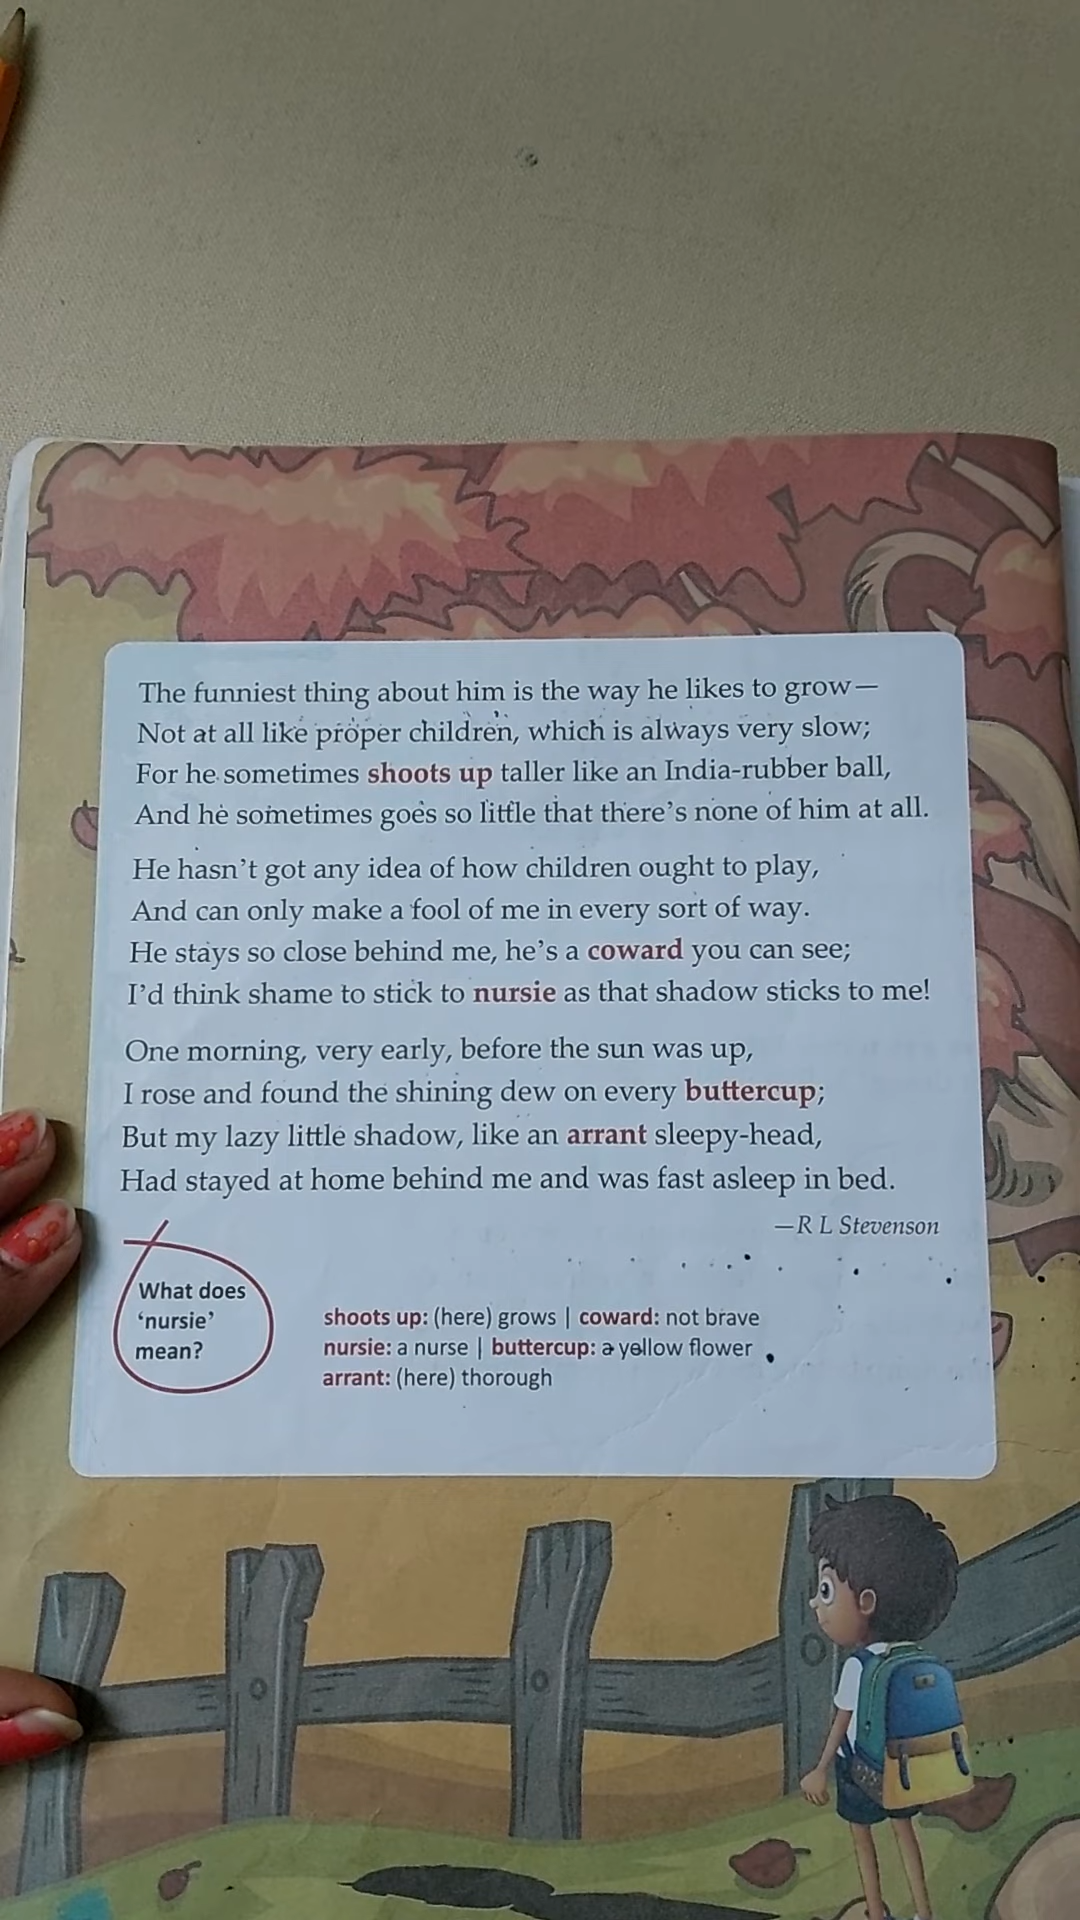 The funniest thing about him is the way he likes to grow—
Not at all like proper children, which is always very slow;
For he sometimes shoots up taller like an India-rubber ball,
And he sometimes goes so little that there's none of him at all.
He hasn't got any idea of how children ought to play,
And can only make a fool of me in every sort of way.
He stays so close behind me, he's a coward you can see;
I'd think shame to stick to nursie as that shadow sticks to me!
One morning, very early, before the sun was up,
I rose and found the shining dew on every buttercup;
But my lazy little shadow, like an arrant sleepy-head,
Had stayed at home behind me and was fast asleep in bed.
—R L Stevenson
What does
‘nursie’
mean?
shoots up: (here) grows | coward: not brave
nursie: a nurse | buttercup: a yellow flower
arrant: (here) thorough